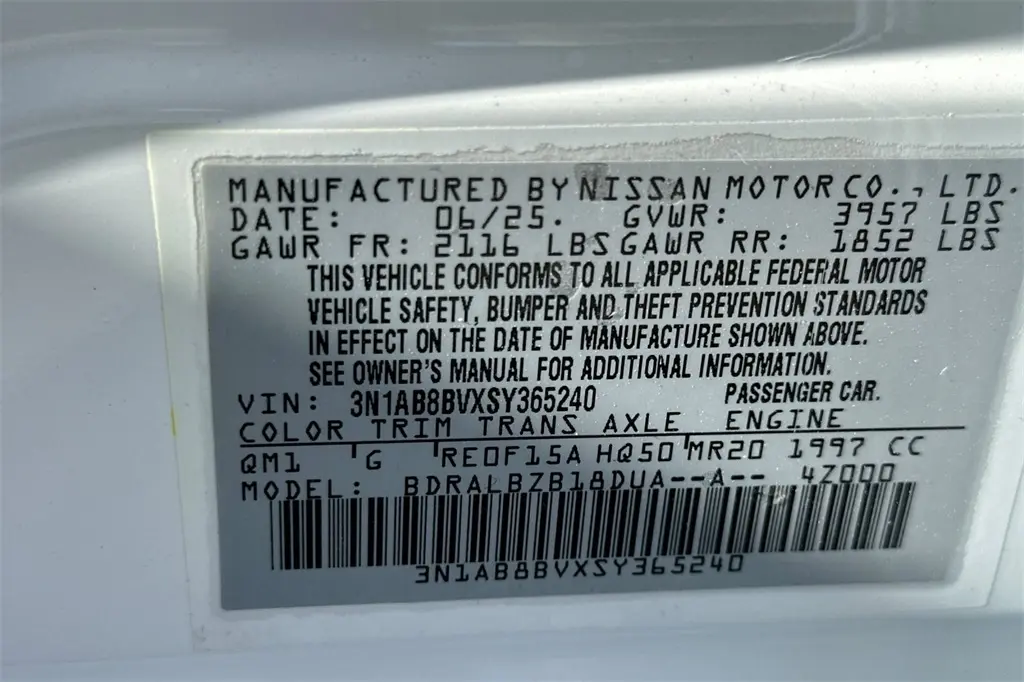 MANUFACTURED BY NISSAN MOTOR CO., LTD.
DATE: 06/25. GVWR: 3957 LBS
GAWR FR: 2116 LBS GAWR RR: 1852 LBS
THIS VEHICLE CONFORMS TO ALL APPLICABLE FEDERAL MOTOR
VEHICLE SAFETY, BUMPER AND THEFT PREVENTION STANDARDS
IN EFFECT ON THE DATE OF MANUFACTURE SHOWN ABOVE.
SEE OWNER'S MANUAL FOR ADDITIONAL INFORMATION.
VIN: 3N1AB8BVXSY365240 PASSENGER CAR.
COLOR TRIM TRANS AXLE ENGINE
QM1 G RE0F15A HQ50 MR20 1997 CC
MODEL: BDRALBZB18DUA--A-- 4Z000
3N1AB8BVXSY365240